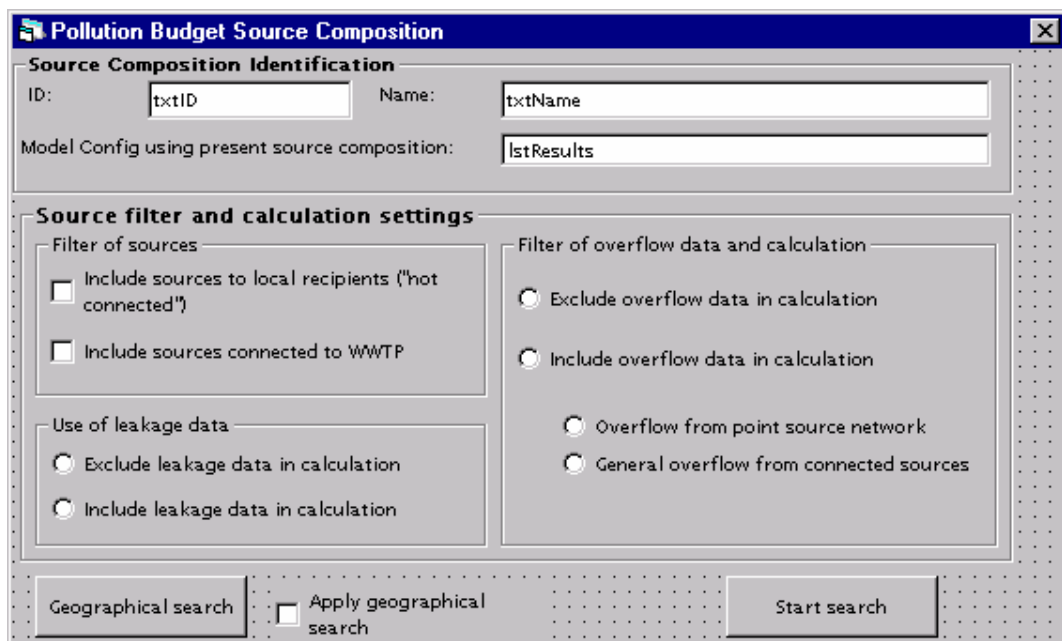 Pollution Budget Source Composition
Source Composition Identification
ID:
txtID
Name:
txtName
Model Config using present source composition:
lstResults
Source filter and calculation settings
Filter of sources
Include sources to local recipients ("not
connected")
Include sources connected to WWTP
Use of leakage data
Exclude leakage data in calculation
Include leakage data in calculation
Filter of overflow data and calculation
Exclude overflow data in calculation
Include overflow data in calculation
Overflow from point source network
General overflow from connected sources
Geographical search
Apply geographical
search
Start search